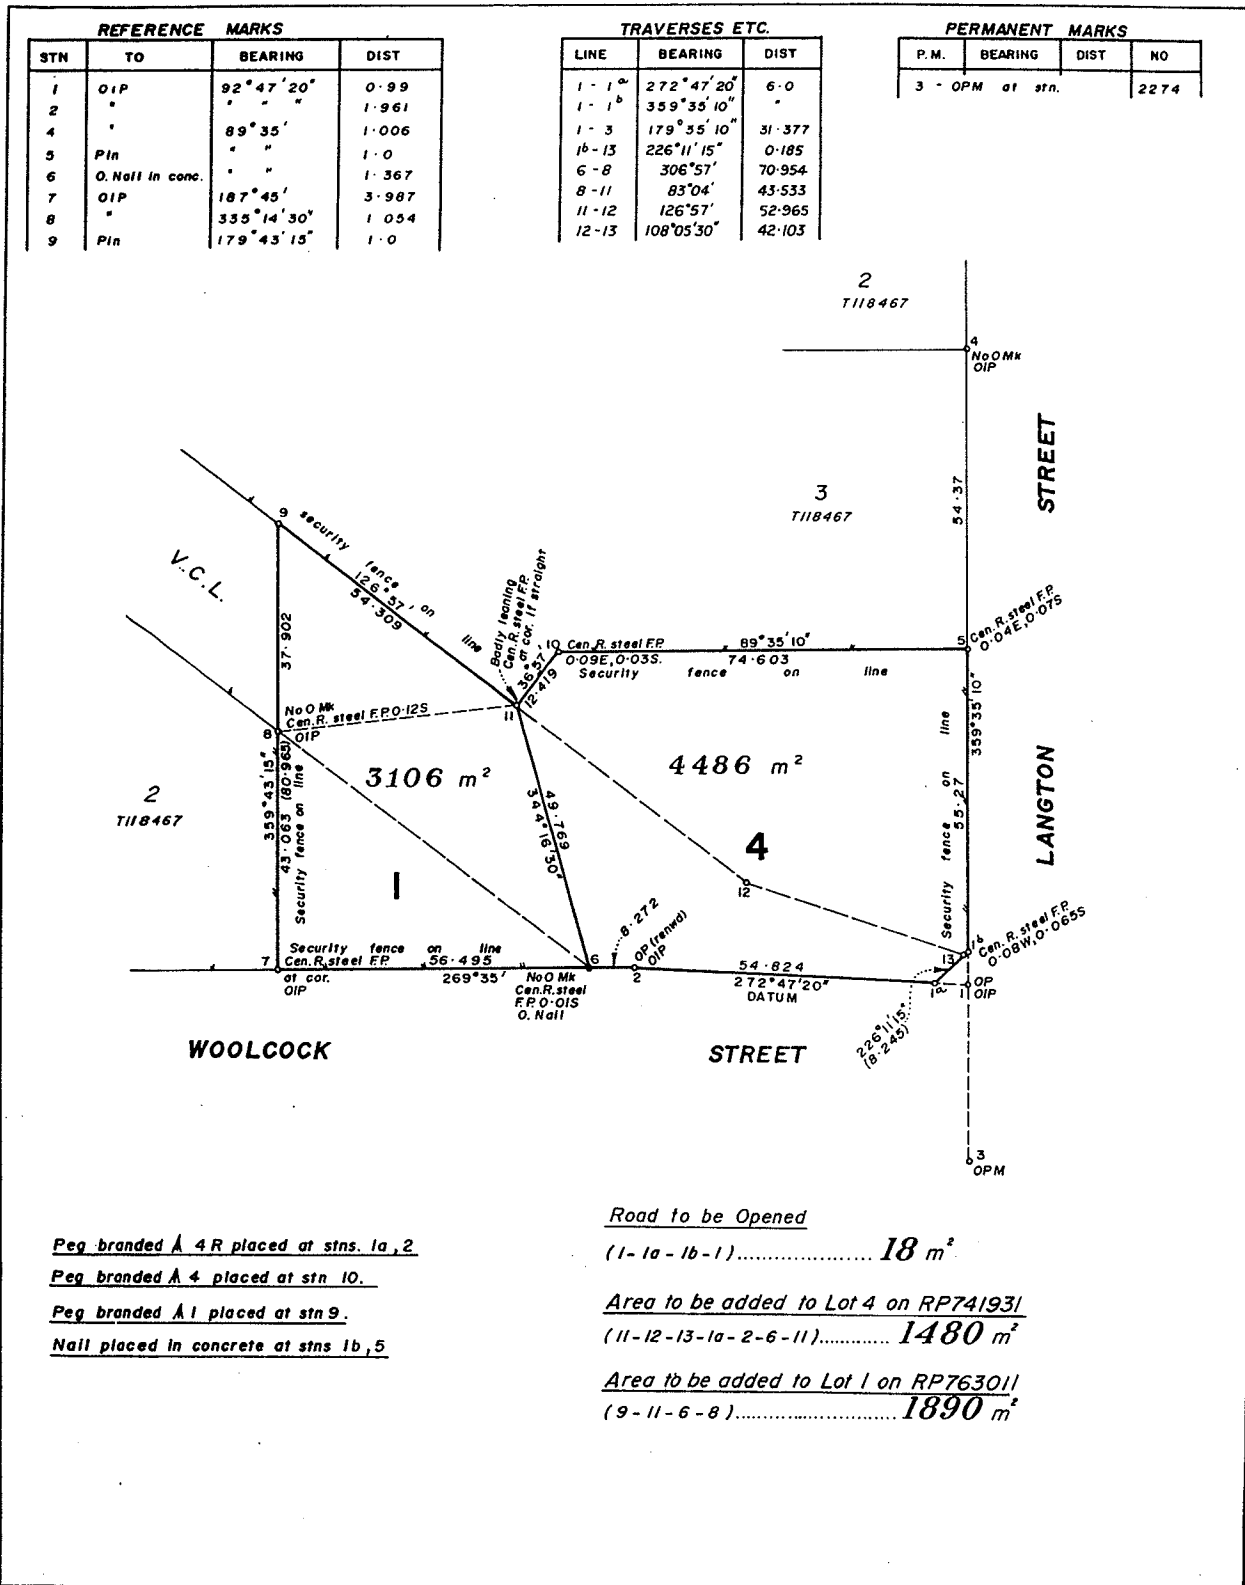 REFERENCE MARKS
STN TO BEARING DIST
1 OIP 92°47'20" 0·99
2 " " " " 1·961
4 " 89°35' 1·006
5 Pin " " 1·0
6 O. Nail in conc. " " 1·367
7 OIP 187°45' 3·987
8 " 335°14'30" 1 054
9 Pin 179°43'15" 1·0
TRAVERSES ETC.
LINE BEARING DIST
1 - 1a 272°47'20" 6·0
1 - 1b 359°35'10" "
1 - 3 179°35'10" 31·377
1b-13 226°11'15" 0·185
6 - 8 306°57' 70·954
8 - 11 83°04' 43·533
11 - 12 126°57' 52·965
12-13 108°05'30" 42·103
PERMANENT MARKS
P.M. BEARING DIST NO
3 - OPM at stn. 2274
2
T118467
4
No O Mk
OIP
STREET
54·37
3
T118467
9
security fence on line
126°57'
54·309
V.C.L.
37·902
Badly leaning
Cen.R. steel F.P.
at cor. if straight
36°57'
12·419
10
Cen.R. steel F.P.
0·09E,0·03S.
89°35'10"
74·603
Security fence on line
5
Cen.R. steel F.P.
0·04E,0·07S
359°35'10"
55·27
Security fence on line
LANGTON
No O Mk
Cen.R. steel F.P.0·12S
8
OIP
11
3106 m²
4486 m²
2
T118467
359°43'15"
43·063 (80·965)
Security fence on line
49·769
344°16'30"
4
12
1
8·272
OP (renwd)
OIP
Security fence on line
7
Cen.R. steel F.P.
at cor.
OIP
56·495
269°35'
6
No O Mk
Cen.R.steel
F.P. 0·01S
O. Nail
2
54·824
272°47'20"
DATUM
13
1b
Cen.R. steel F.P.
0·08W,0·065S
1a
1
OP
OIP
226°11'15"
(8·245)
WOOLCOCK STREET
3
OPM
Peg branded 4 R placed at stns. 1a,2
Peg branded 4 placed at stn 10.
Peg branded 1 placed at stn 9.
Nail placed in concrete at stns 1b,5
Road to be Opened
(1- 1a - 1b - 1)..................... 18 m²
Area to be added to Lot 4 on RP741931
(11-12-13-1a-2-6-11)............ 1480 m²
Area to be added to Lot 1 on RP763011
(9-11-6-8)......................... 1890 m²